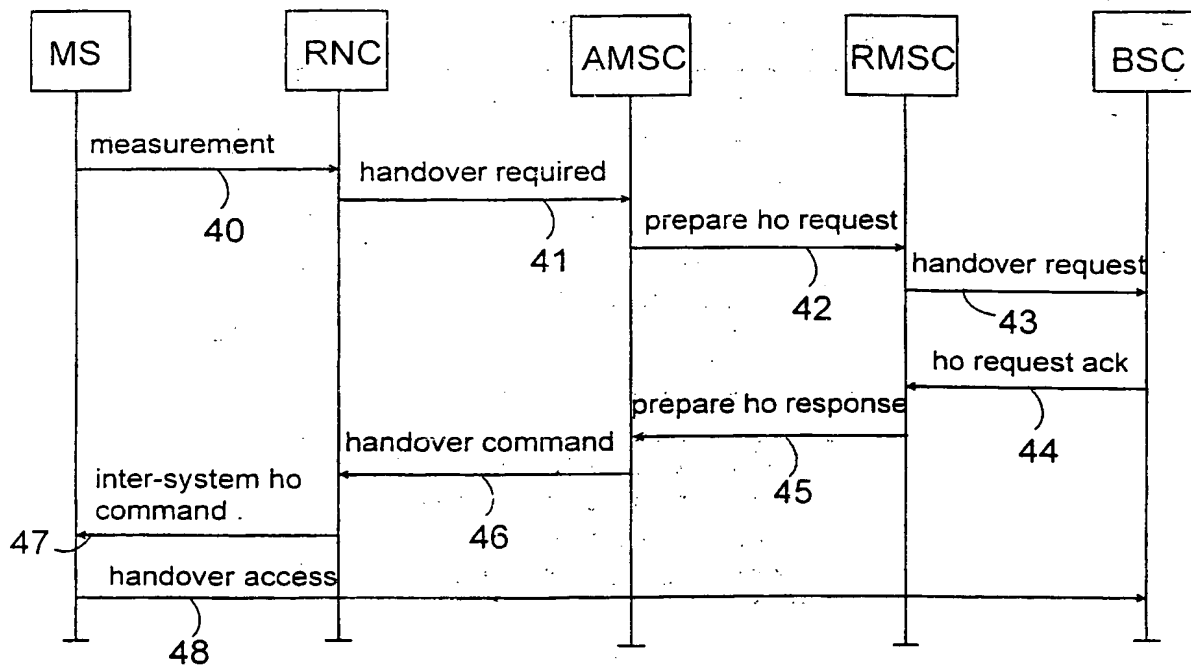 MS RNC AMSC RMSC BSC
measurement
40
handover required
41
prepare ho request
42
handover request
43
ho request ack
44
prepare ho response
45
handover command
46
inter-system ho
command .
47
handover access
48